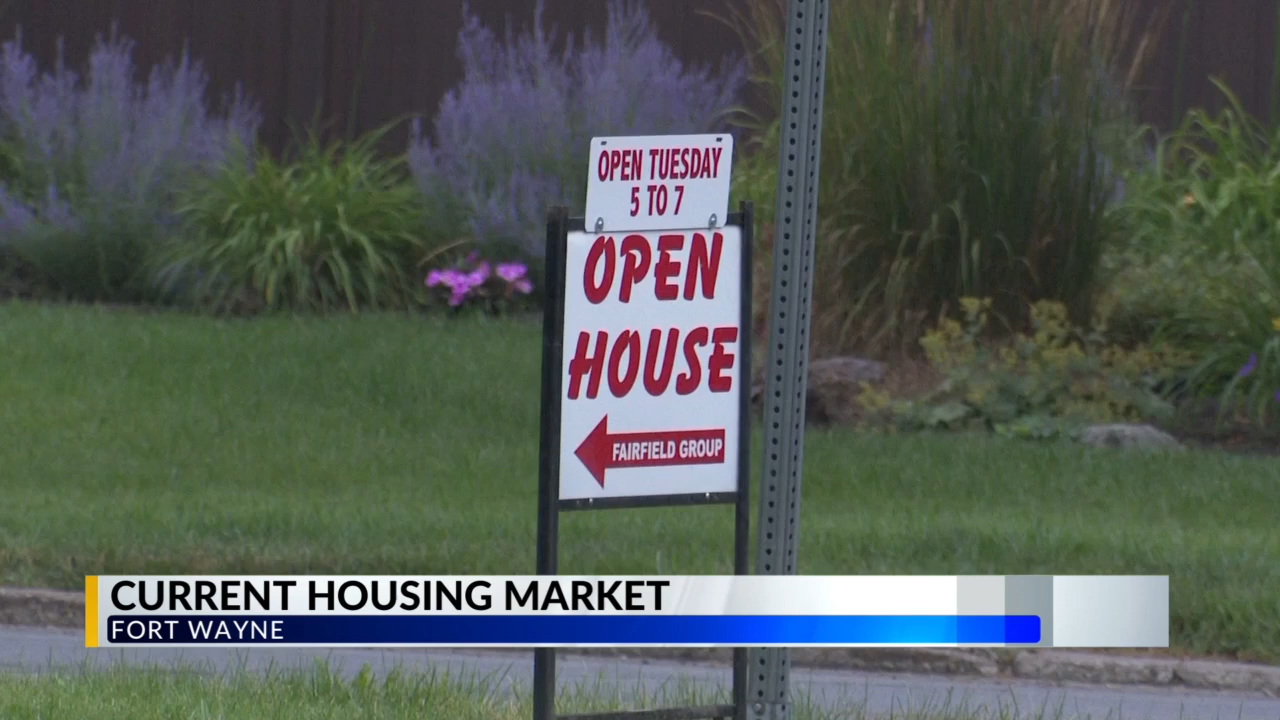 OPEN TUESDAY
5 TO 7
OPEN
HOUSE
FAIRFIELD GROUP
CURRENT HOUSING MARKET
FORT WAYNE